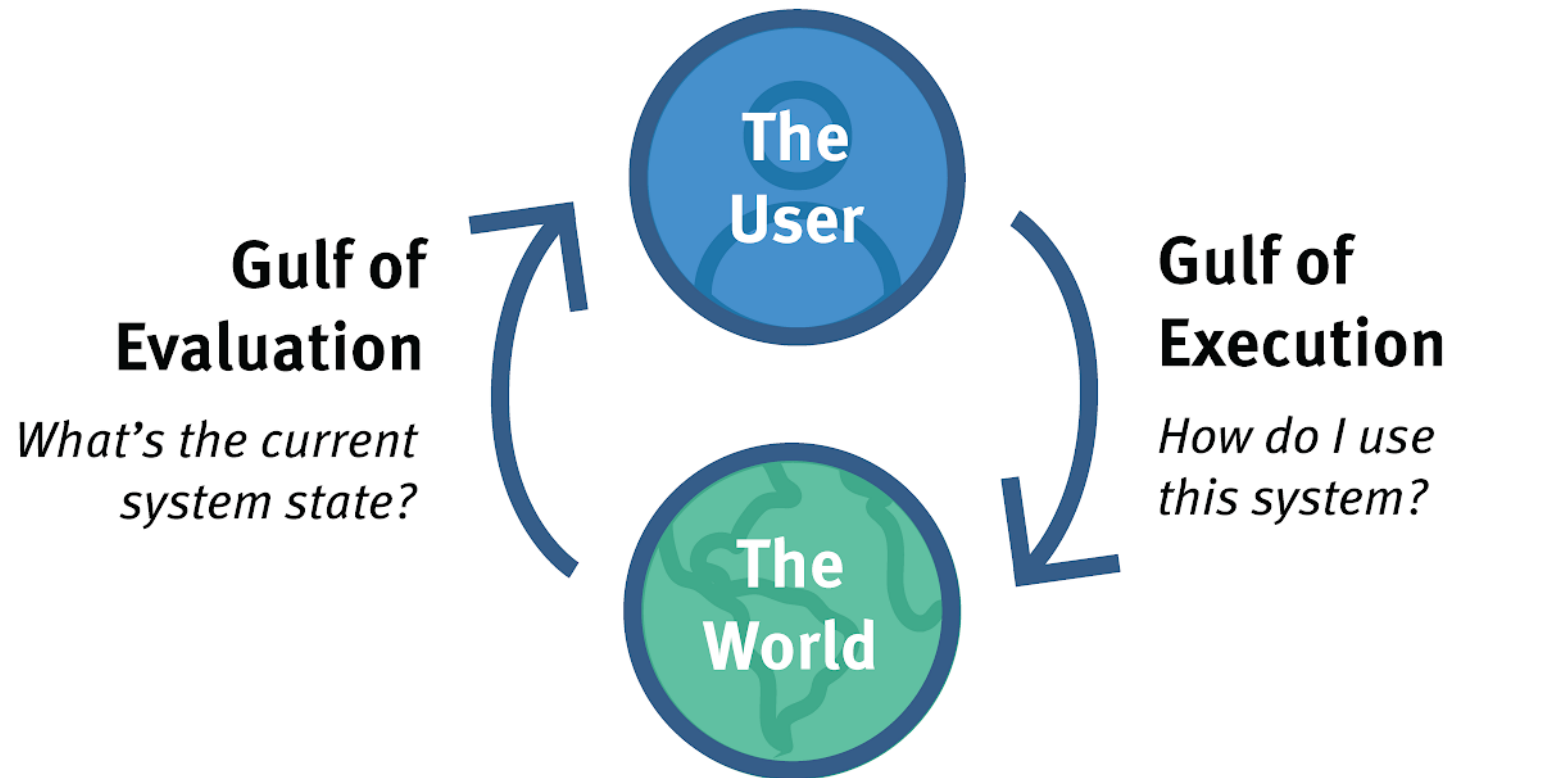 The
User
Gulf of
Evaluation
What's the current
system state?
Gulf of
Execution
How do I use
this system?
The
World